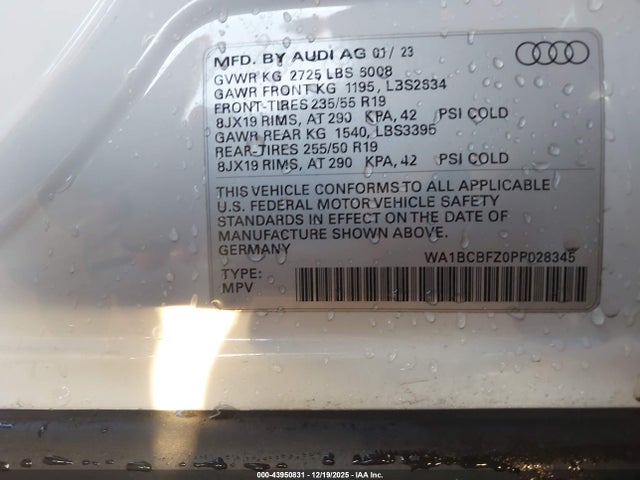 MFD. BY AUDI AG 01/23
GVWR KG 2725 LBS 6008
GAWR FRONT KG 1195, LBS2634
FRONT-TIRES 235/55 R19
8JX19 RIMS, AT 290 KPA, 42 PSI COLD
GAWR REAR KG 1540, LBS3395
REAR-TIRES 255/50 R19
8JX19 RIMS, AT 290 KPA, 42 PSI COLD
THIS VEHICLE CONFORMS TO ALL APPLICABLE
U.S. FEDERAL MOTOR VEHICLE SAFETY
STANDARDS IN EFFECT ON THE DATE OF
MANUFACTURE SHOWN ABOVE.
GERMANY WA1BCBFZ0PP028345
TYPE:
MPV
000-43950831 - 12/19/2025 - IAA Inc.